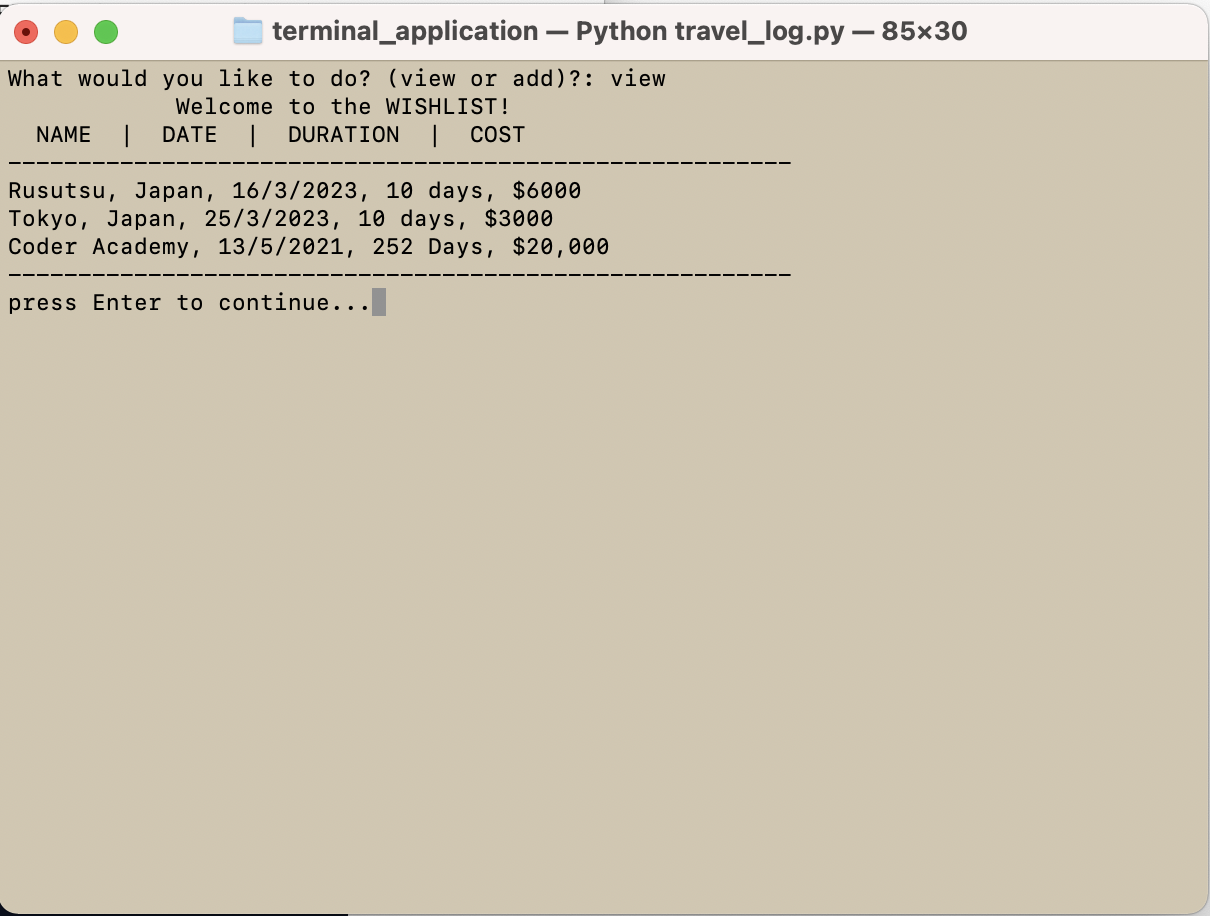 terminal_application — Python travel_log.py — 85×30
What would you like to do? (view or add)?: view
Welcome to the WISHLIST!
NAME | DATE | DURATION | COST
--------------------------------------------------------
Rusutsu, Japan, 16/3/2023, 10 days, $6000
Tokyo, Japan, 25/3/2023, 10 days, $3000
Coder Academy, 13/5/2021, 252 Days, $20,000
--------------------------------------------------------
press Enter to continue...